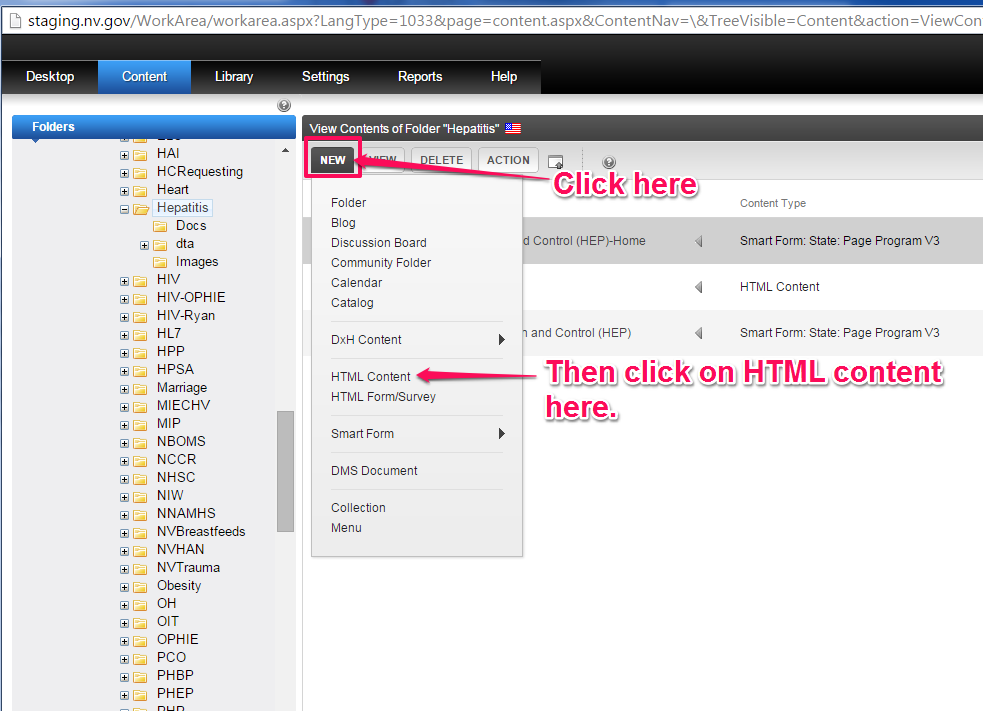 staging.nv.gov/WorkArea/workarea.aspx?LangType=1033&page=content.aspx&ContentNav=\&TreeVisible=Content&action=ViewCon
Desktop Content Library Settings Reports Help
Folders
HAI
HCRequesting
Heart
Hepatitis
Docs
dta
Images
HIV
HIV-OPHIE
HIV-Ryan
HL7
HPP
HPSA
Marriage
MIECHV
MIP
NBOMS
NCCR
NHSC
NIW
NNAMHS
NVBreastfeeds
NVHAN
NVTrauma
Obesity
OH
OIT
OPHIE
PCO
PHBP
PHEP
View Contents of Folder "Hepatitis"
NEW VIEW DELETE ACTION
Click here
Folder
Blog
Discussion Board
Community Folder
Calendar
Catalog
DxH Content
HTML Content
HTML Form/Survey
Smart Form
DMS Document
Collection
Menu
Content Type
d Control (HEP)-Home Smart Form: State: Page Program V3
HTML Content
n and Control (HEP) Smart Form: State: Page Program V3
Then click on HTML content
here.